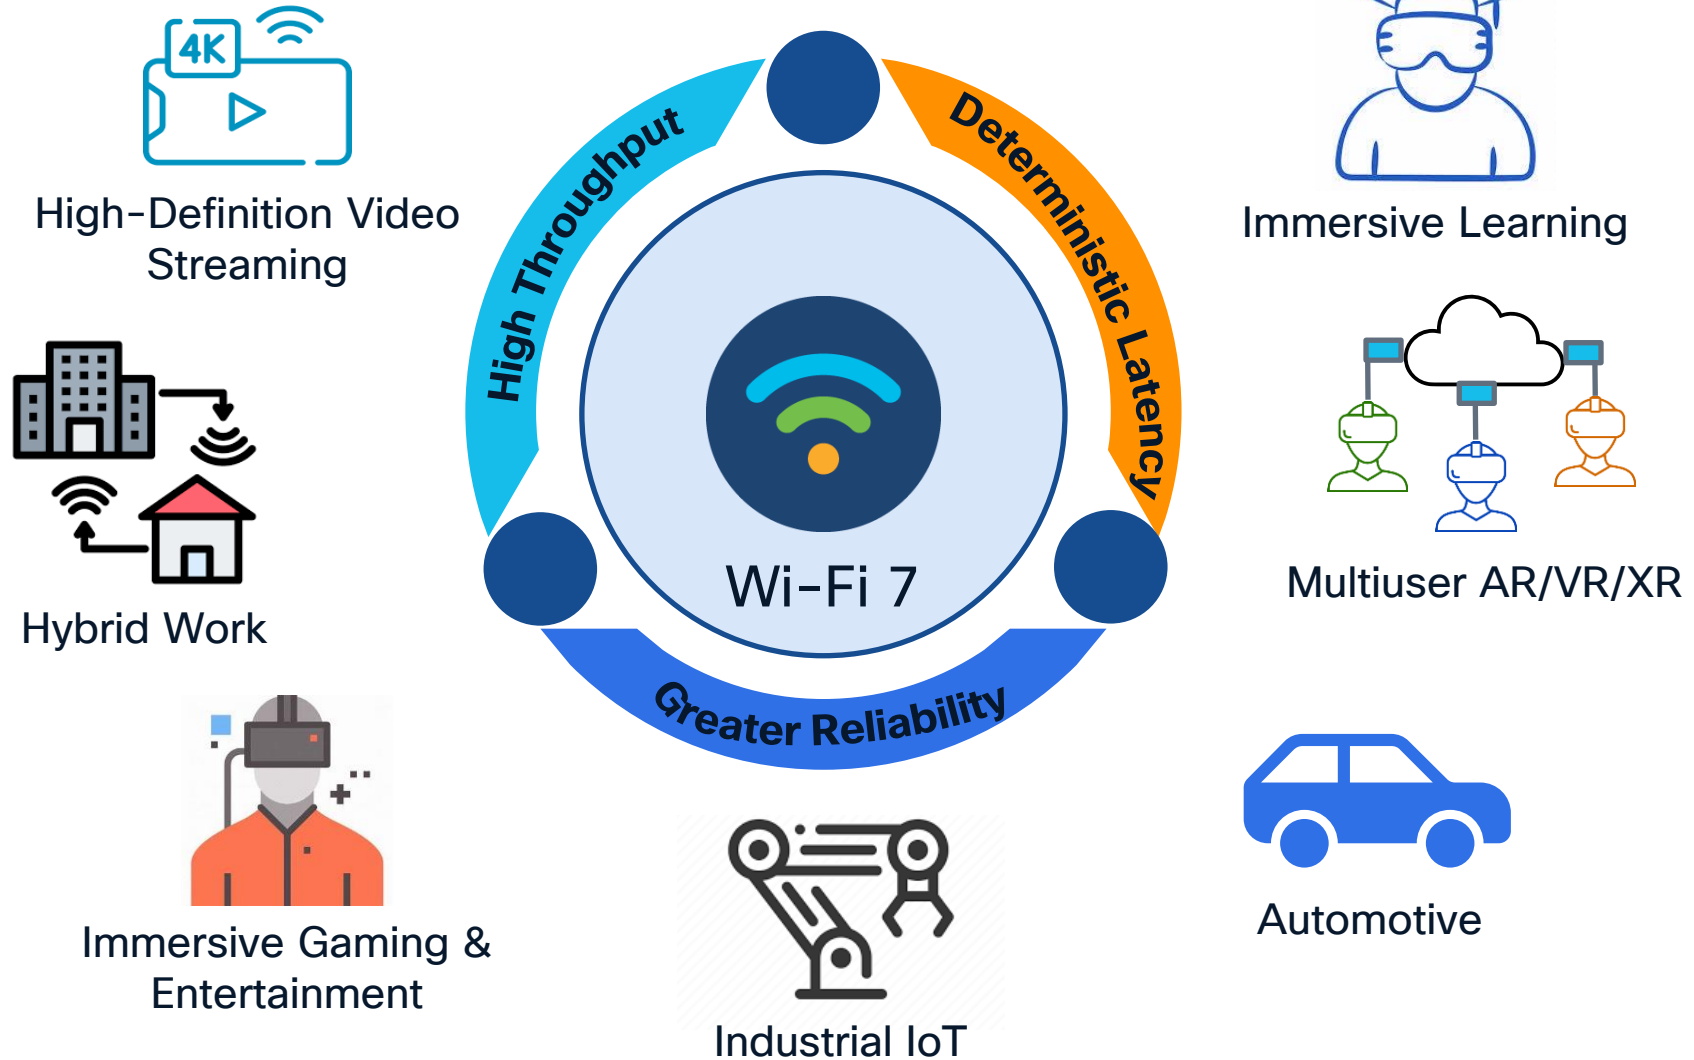 4K
High-Definition Video
Streaming
Hybrid Work
Immersive Gaming &
Entertainment
High Throughput
Deterministic Latency
Wi-Fi 7
Greater Reliability
Industrial IoT
Immersive Learning
Multiuser AR/VR/XR
Automotive